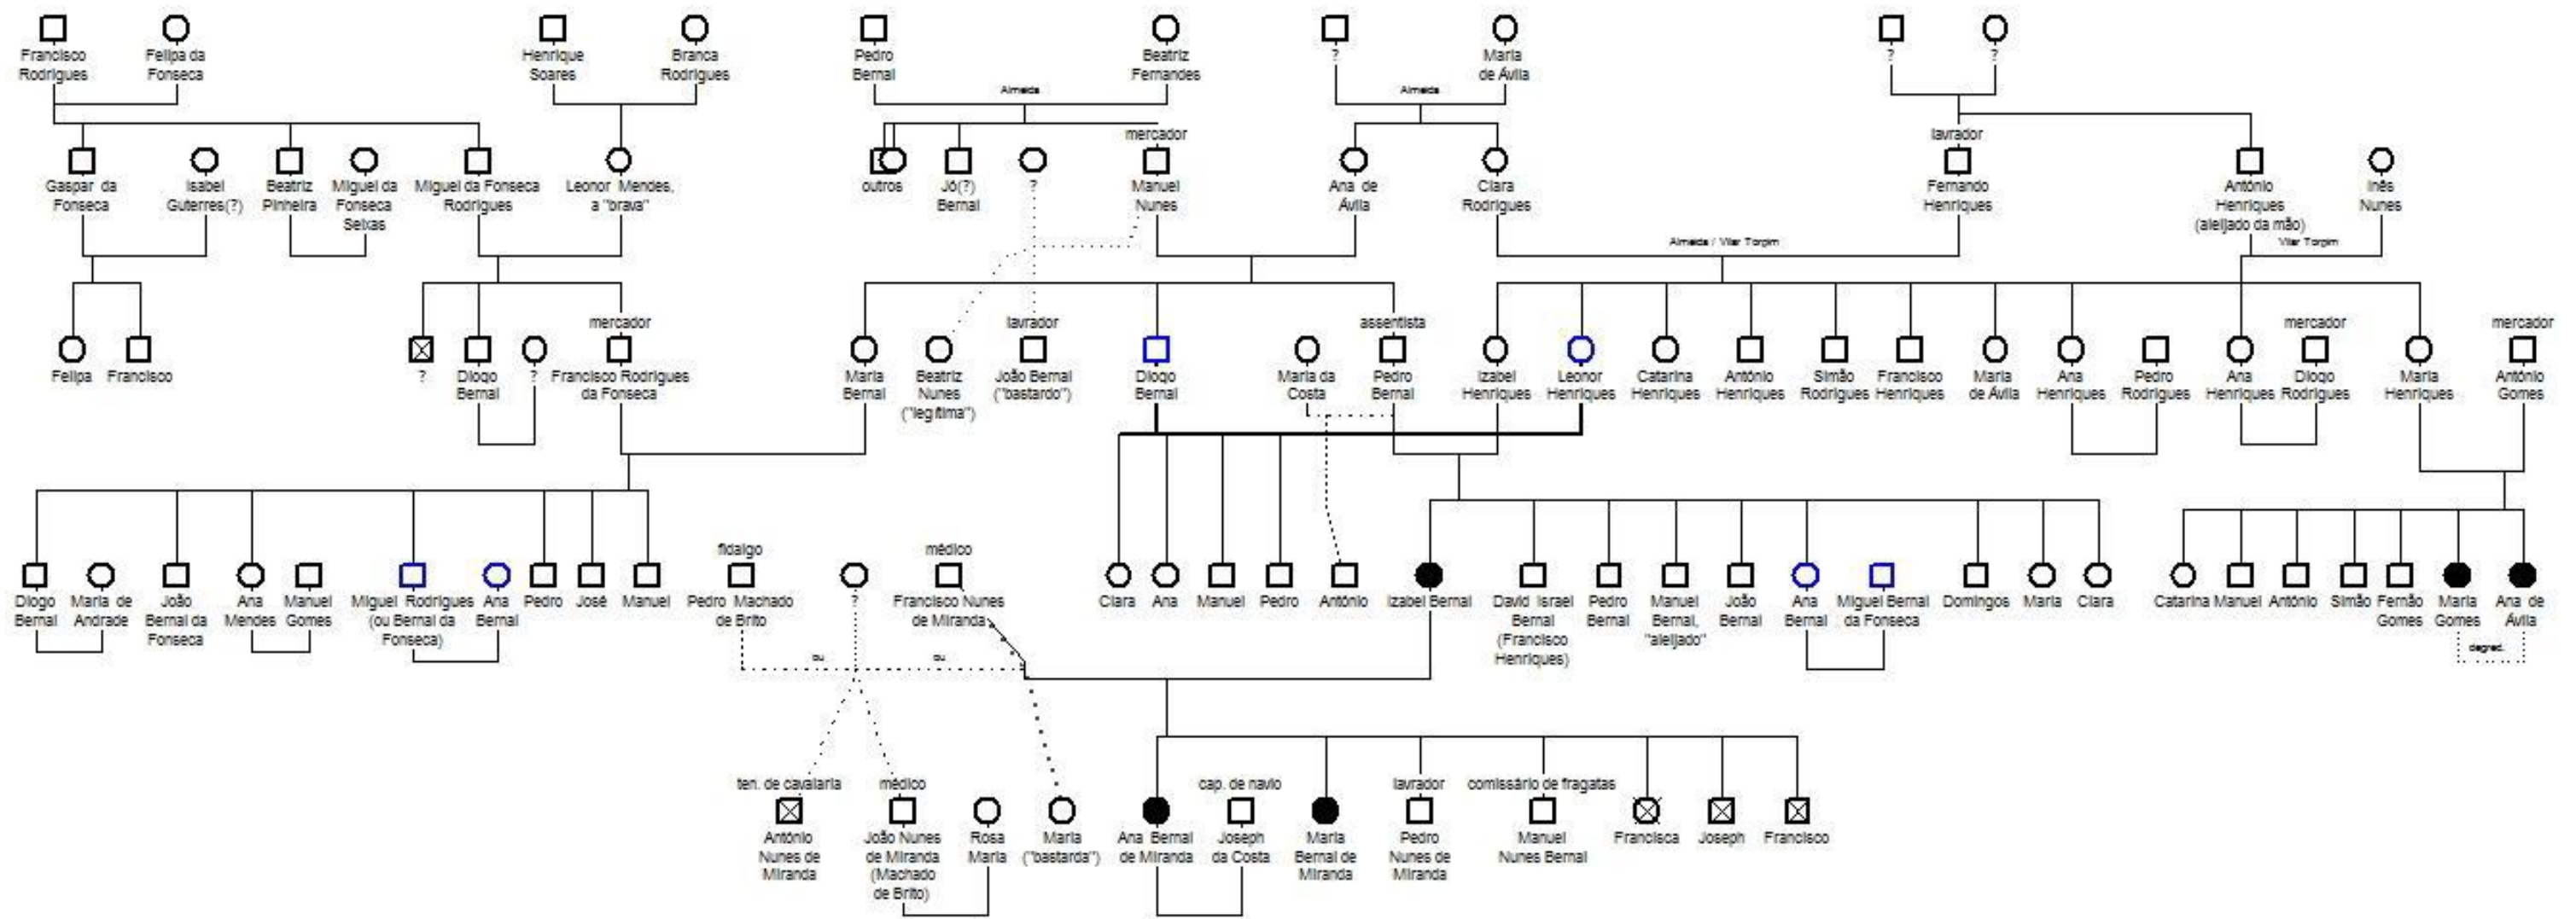 Francisco
Rodrigues
Felipa da
Fonseca
Henrique
Soares
Branca
Rodrigues
Pedro
Bernal
Beatriz
Fernandes
?
Maria
de Ávila
?
?
Almeida
Almeida
mercador
lavrador
Gaspar da
Fonseca
Isabel
Guterres(?)
Beatriz
Pinheira
Miguel da
Fonseca
Seixas
Miguel da Fonseca
Rodrigues
Leonor Mendes,
a "brava"
outros
Jó(?)
Bernal
?
Manuel
Nunes
Ana de
Ávila
Clara
Rodrigues
Fernando
Henriques
António
Henriques
(aleijado da mão)
Inês
Nunes
Almeida / Vilar Torpim
Vilar Torpim
mercador
lavrador
assentista
mercador
mercador
Felipa
Francisco
?
Diogo
Bernal
?
Francisco Rodrigues
da Fonseca
Maria
Bernal
Beatriz
Nunes
("legítima")
João Bernal
("bastardo")
Diogo
Bernal
Maria da
Costa
Pedro
Bernal
Izabel
Henriques
Leonor
Henriques
Catarina
Henriques
António
Henriques
Simão
Rodrigues
Francisco
Henriques
Maria
de Ávila
Ana
Henriques
Pedro
Rodrigues
Ana
Henriques
Diogo
Rodrigues
Maria
Henriques
António
Gomes
fidalgo
médico
Diogo
Bernal
Maria de
Andrade
João
Bernal da
Fonseca
Ana
Mendes
Manuel
Gomes
Miguel Rodrigues
(ou Bernal da
Fonseca)
Ana
Bernal
Pedro
José
Manuel
Pedro Machado
de Brito
?
Francisco Nunes
de Miranda
Clara
Ana
Manuel
Pedro
António
Izabel Bernal
David Israel
Bernal
(Francisco
Henriques)
Pedro
Bernal
Manuel
Bernal,
"aleijado"
João
Bernal
Ana
Bernal
Miguel Bernal
da Fonseca
Domingos
Maria
Clara
Catarina
Manuel
António
Simão
Fernão
Gomes
Maria
Gomes
Ana de
Ávila
degred.
ou
ou
ten. de cavalaria
médico
cap. de navio
lavrador
comissário de fragatas
António
Nunes de
Miranda
João Nunes
de Miranda
(Machado
de Brito)
Rosa
Maria
Maria
("bastarda")
Ana Bernal
de Miranda
Joseph
da Costa
Maria
Bernal de
Miranda
Pedro
Nunes de
Miranda
Manuel
Nunes Bernal
Francisca
Joseph
Francisco